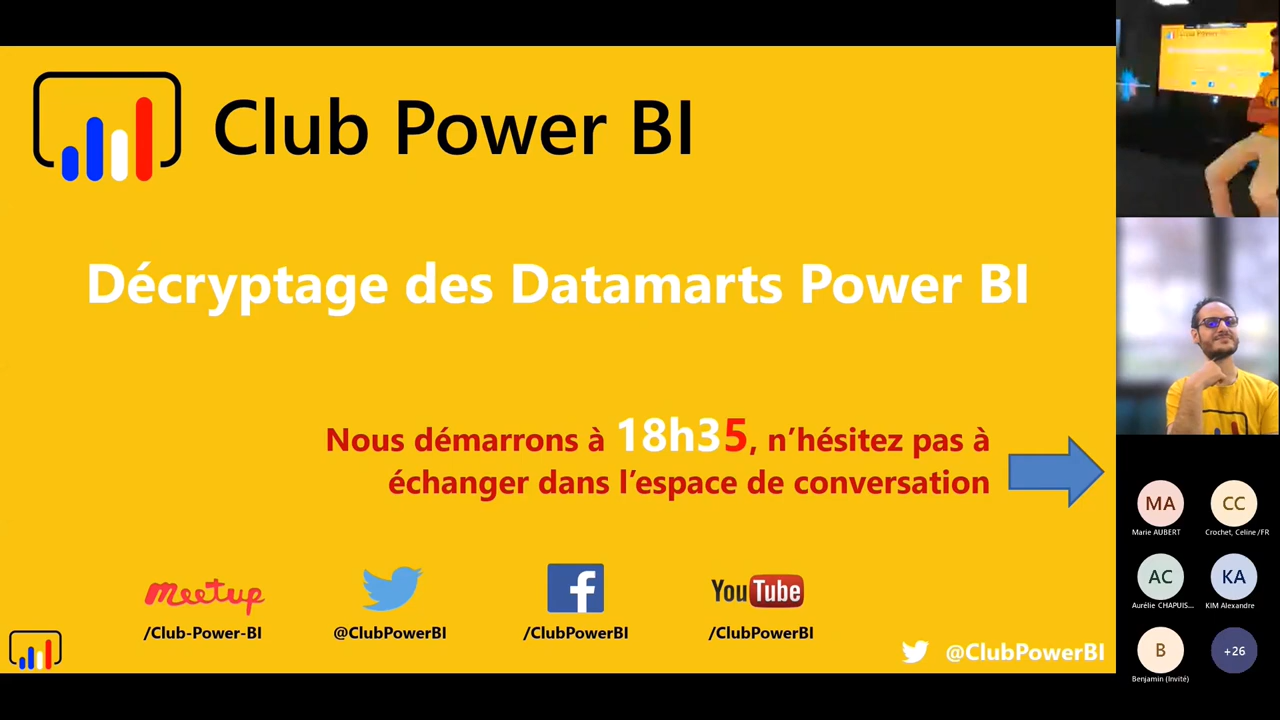 Club Power BI
Décryptage des Datamarts Power BI
Nous démarrons à 18h35, n’hésitez pas à
échanger dans l’espace de conversation
meetup
/Club-Power-BI
@ClubPowerBI
/ClubPowerBI
YouTube
/ClubPowerBI
@ClubPowerBI
MA
Marie AUBERT
CC
Crochet, Celine /FR
AC
Aurélie CHAPUIS...
KA
KIM Alexandre
B
Benjamin (Invité)
+26